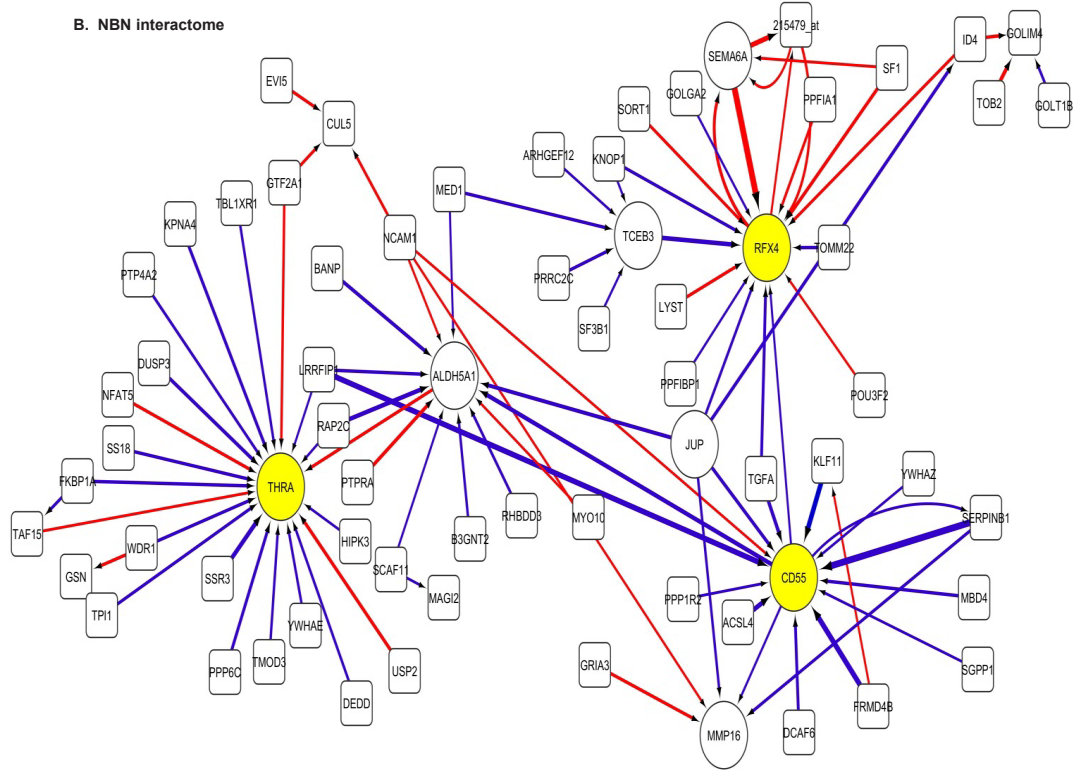 B. NBN interactome
215479_at
ID4
GOLIM4
SEMA6A
SF1
EVI5
GOLGA2
PPFIA1
TOB2
GOLT1B
SORT1
CUL5
ARHGEF12
KNOP1
GTF2A1
MED1
TBL1XR1
KPNA4
NCAM1
TCEB3
RFX4
TOMM22
BANP
PRRC2C
PTP4A2
LYST
SF3B1
DUSP3
LRRFIP1
ALDH5A1
PPFIBP1
NFAT5
POU3F2
RAP2C
SS18
JUP
KLF11
PTPRA
TGFA
YWHAZ
FKBP1A
THRA
RHBDD3
MYO10
SERPINB1
TAF15
HIPK3
B3GNT2
WDR1
SCAF11
GSN
SSR3
CD55
MAGI2
PPP1R2
MBD4
TPI1
ACSL4
YWHAE
TMOD3
PPP6C
USP2
GRIA3
SGPP1
DEDD
FRMD4B
DCAF6
MMP16